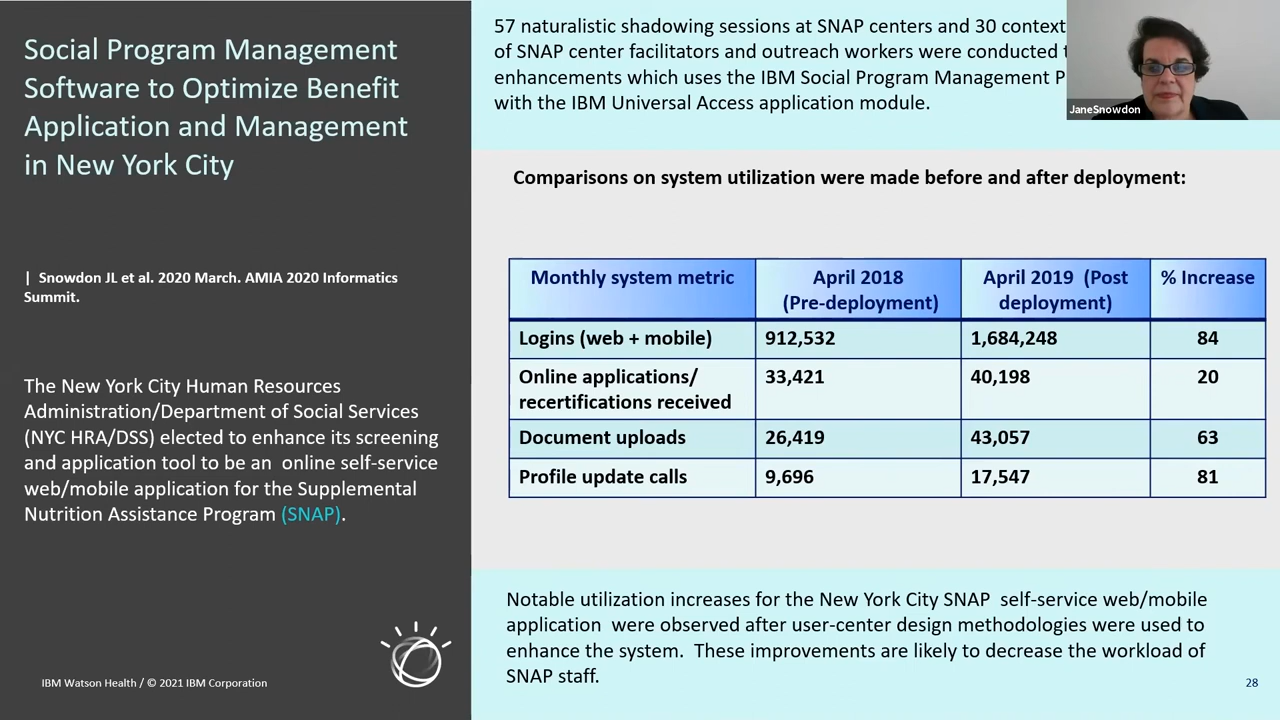 Social Program Management
Software to Optimize Benefit
Application and Management
in New York City
| Snowdon JL et al. 2020 March. AMIA 2020 Informatics
Summit.
The New York City Human Resources
Administration/Department of Social Services
(NYC HRA/DSS) elected to enhance its screening
and application tool to be an online self-service
web/mobile application for the Supplemental
Nutrition Assistance Program (SNAP).
IBM Watson Health / © 2021 IBM Corporation
57 naturalistic shadowing sessions at SNAP centers and 30
of SNAP center facilitators and outreach workers were conducted
enhancements which uses the IBM Social Program Management
with the IBM Universal Access application module.
JaneSnowdon
Comparisons on system utilization were made before and after deployment:
Monthly system metric April 2018 April 2019 (Post % Increase
(Pre-deployment) deployment)
Logins (web + mobile) 912,532 1,684,248 84
Online applications/ 33,421 40,198 20
recertifications received
Document uploads 26,419 43,057 63
Profile update calls 9,696 17,547 81
Notable utilization increases for the New York City SNAP self-service web/mobile
application were observed after user-center design methodologies were used to
enhance the system. These improvements are likely to decrease the workload of
SNAP staff.
28